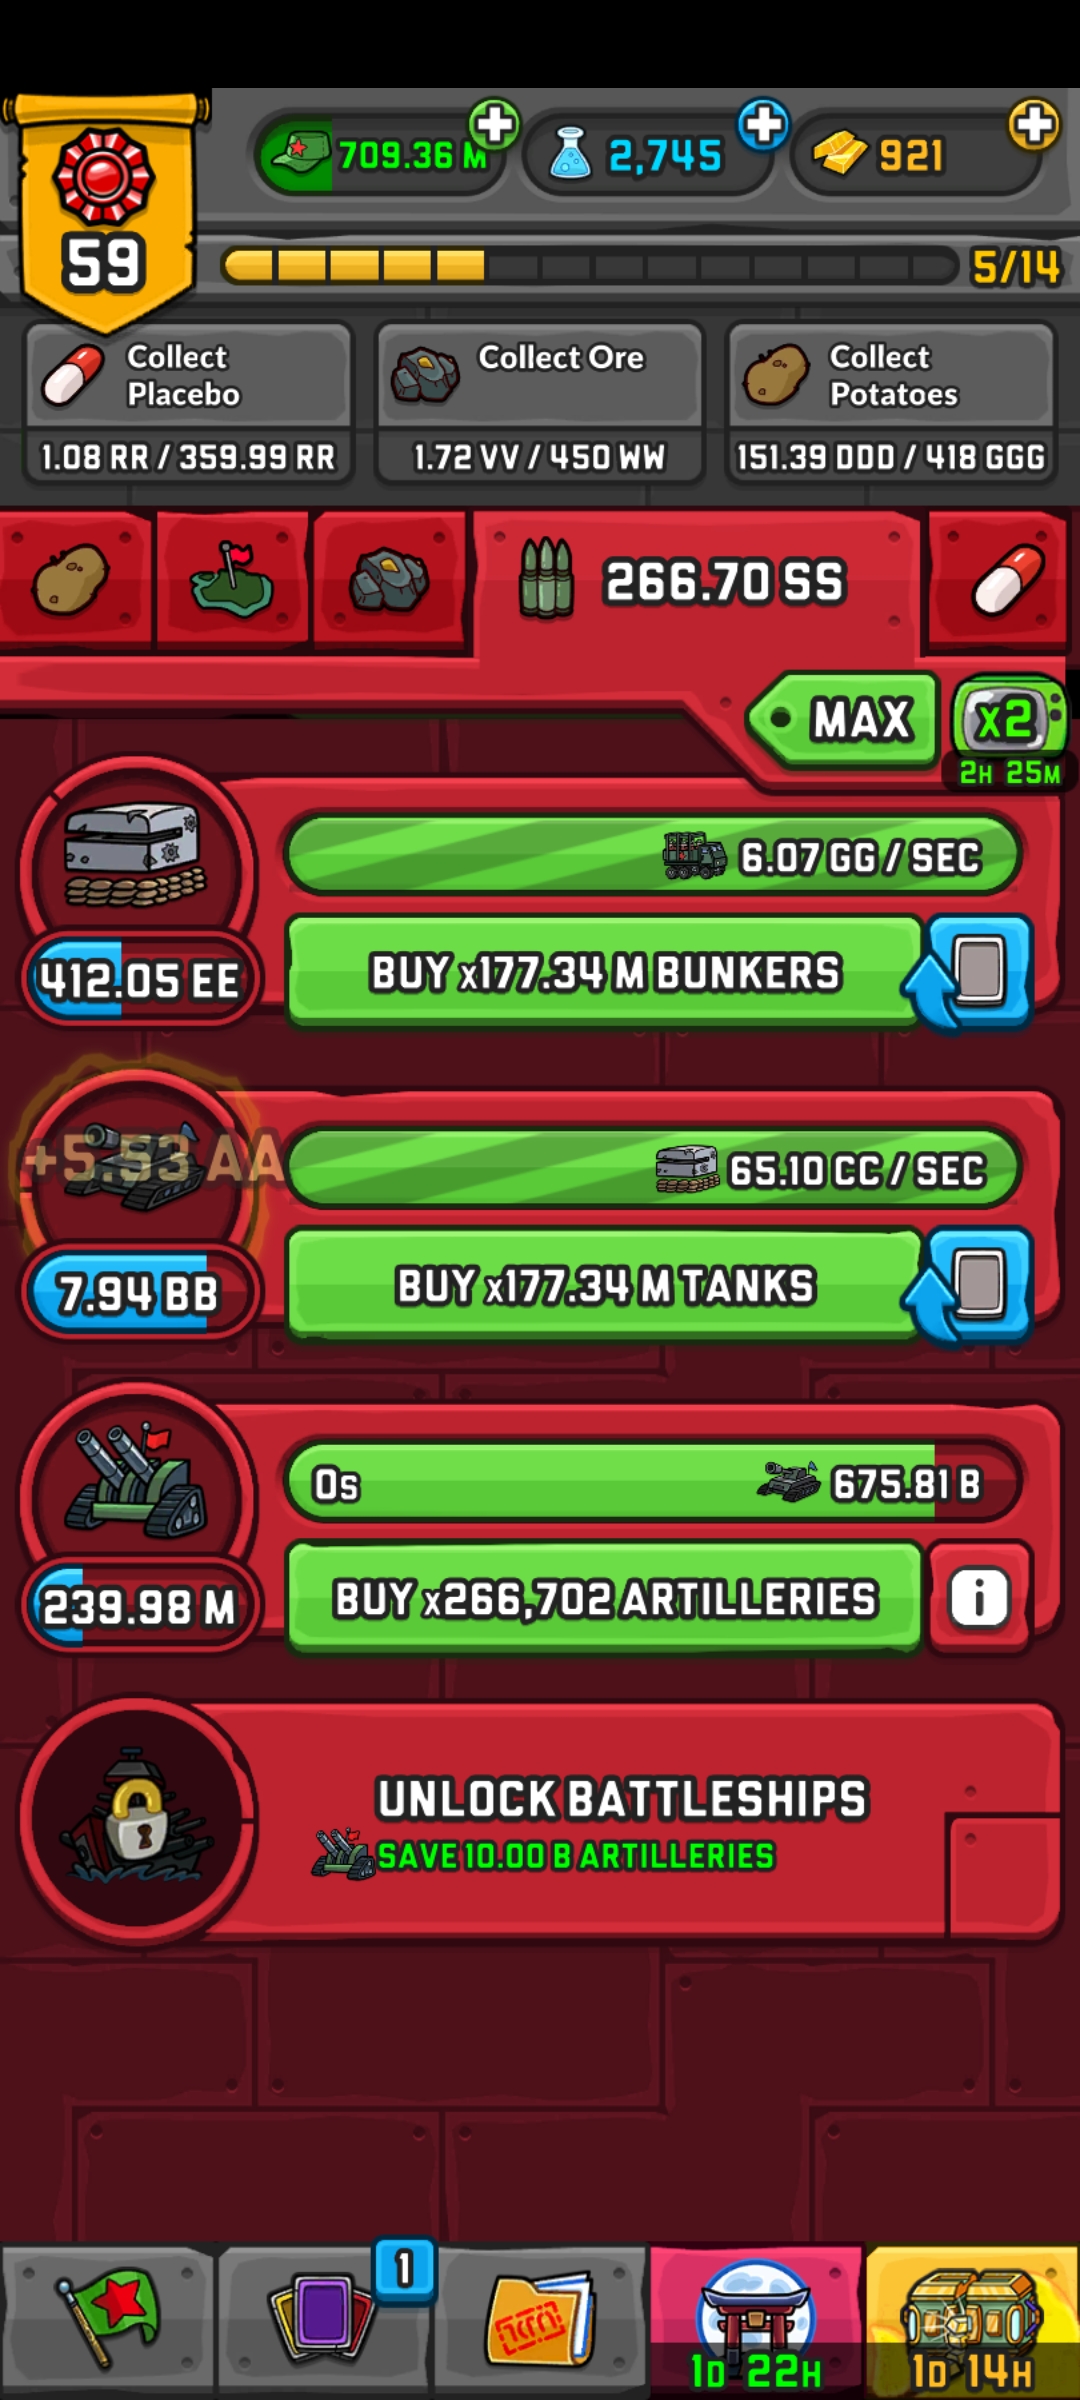 59
709.36 M
2,745
921
5/14
Collect
Placebo
1.08 RR / 359.99 RR
Collect Ore
1.72 VV / 450 WW
Collect
Potatoes
151.39 DDD / 418 GGG
266.70 SS
MAX
x2
2H 25M
6.07 GG / SEC
412.05 EE
BUY x177.34 M BUNKERS
+5.53 AA
65.10 CC / SEC
7.94 BB
BUY x177.34 M TANKS
0s
675.81 B
239.98 M
BUY x266,702 ARTILLERIES
i
UNLOCK BATTLESHIPS
SAVE 10.00 B ARTILLERIES
1
1D 22H
1D 14H